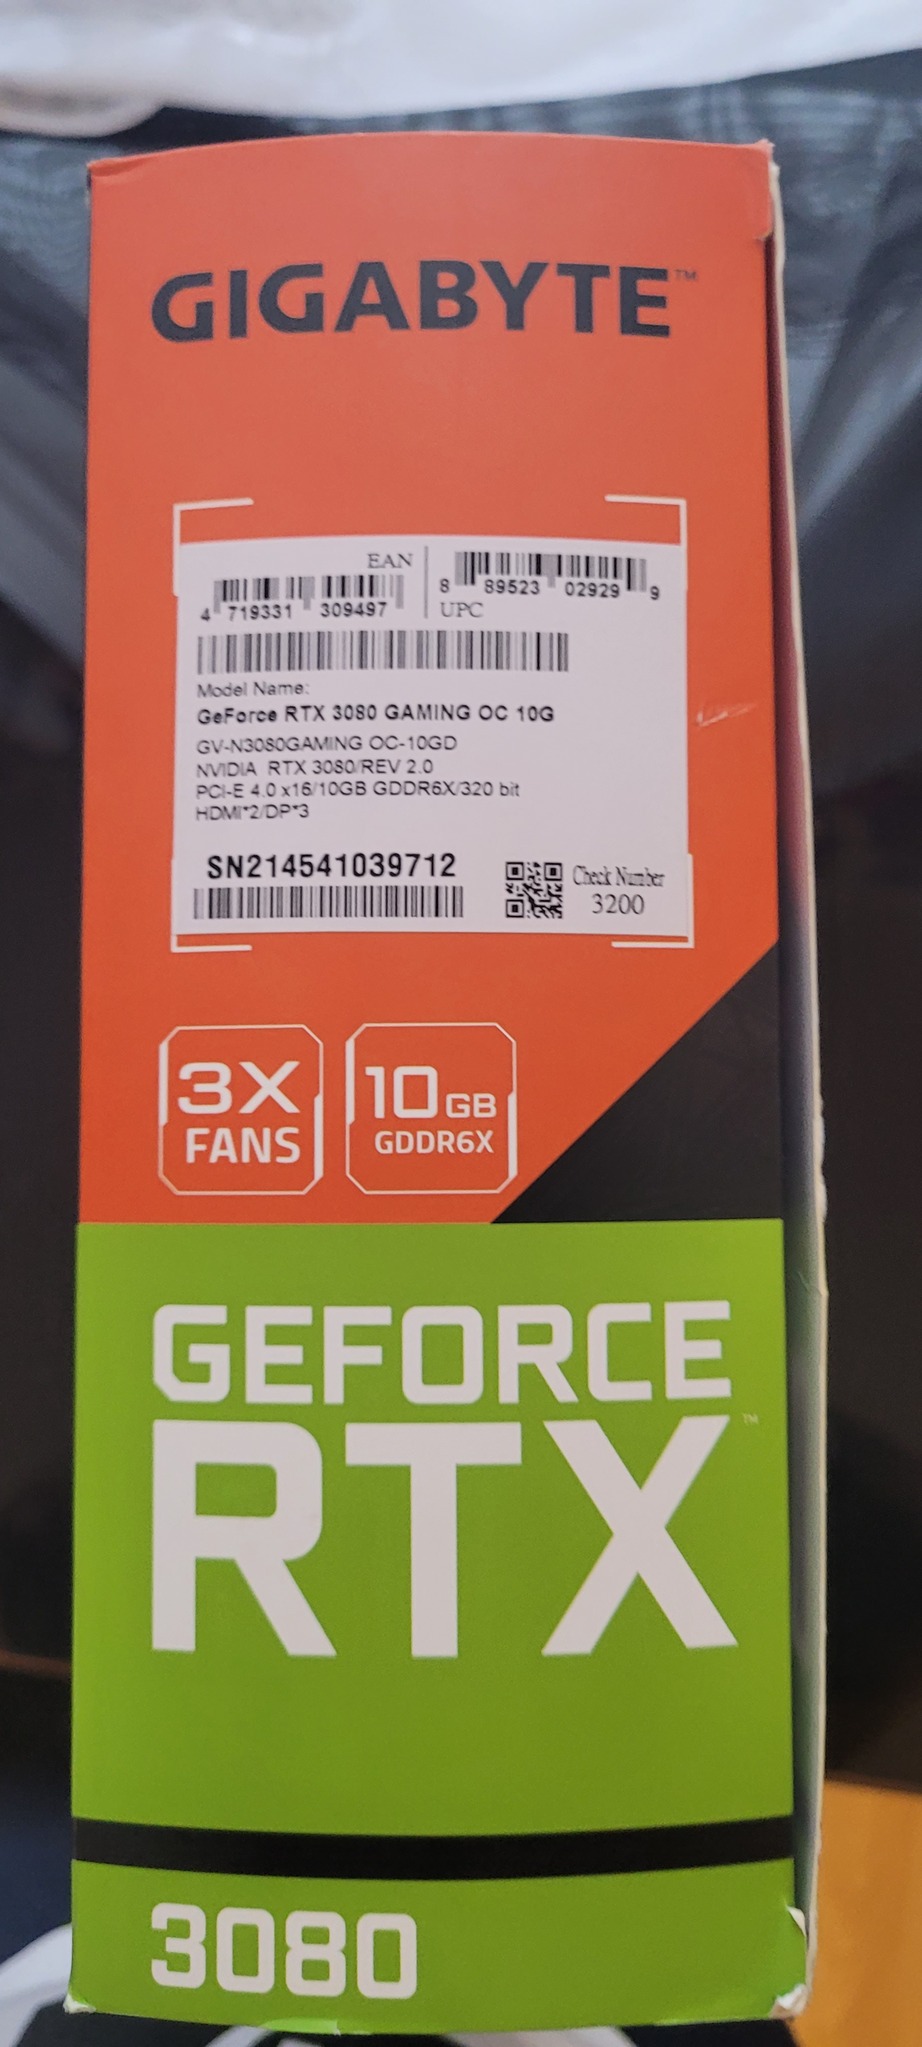 GIGABYTE™
EAN
4 719331 309497
8 89523 02929 9
UPC
Model Name:
GeForce RTX 3080 GAMING OC 10G
GV-N3080GAMING OC-10GD
NVIDIA RTX 3080/REV 2.0
PCI-E 4.0 x16/10GB GDDR6X/320 bit
HDMI*2/DP*3
SN214541039712
Check Number
3200
3X
FANS
10GB
GDDR6X
GEFORCE
RTX™
3080